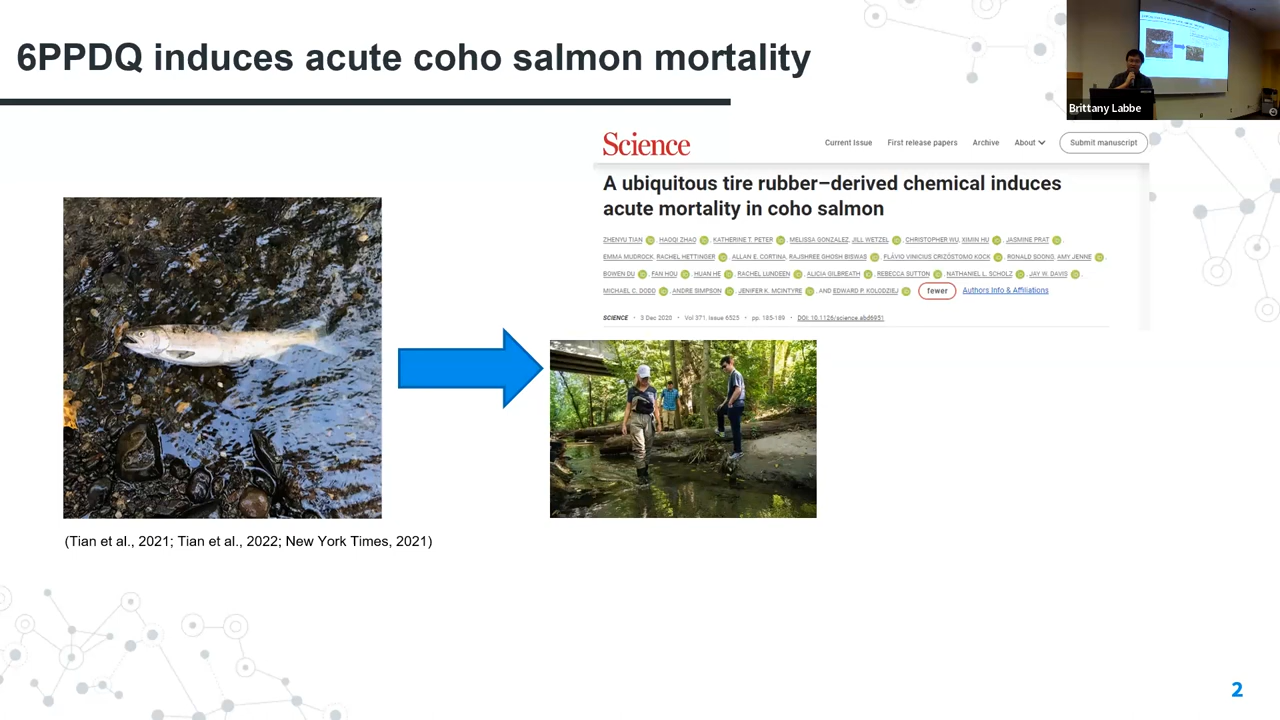 6PPDQ induces acute coho salmon mortality
Brittany Labbe
Science
Current Issue First release papers Archive About Submit manuscript
A ubiquitous tire rubber–derived chemical induces
acute mortality in coho salmon
ZHENYU TIAN, HAOQI ZHAO, KATHERINE T. PETER, MELISSA GONZALEZ, JILL WETZEL, CHRISTOPHER WU, XIMIN HU, JASMINE PRAT,
EMMA MUDROCK, RACHEL HETTINGER, ALLAN E. CORTINA, RAJSHREE GHOSH BISWAS, FLÁVIO VINICIUS CRIZÓSTOMO KOCK, RONALD SOONG, AMY JENNE,
BOWEN DU, FAN HOU, HUAN HE, RACHEL LUNDEEN, ALICIA GILBREATH, REBECCA SUTTON, NATHANIEL L. SCHOLZ, JAY W. DAVIS,
MICHAEL C. DODD, ANDRE SIMPSON, JENIFER K. MCINTYRE, AND EDWARD P. KOLODZIEJ fewer Authors Info & Affiliations
SCIENCE • 3 Dec 2020 • Vol 371, Issue 6525 • pp. 185-189 • DOI: 10.1126/science.abd6951
(Tian et al., 2021; Tian et al., 2022; New York Times, 2021)
2